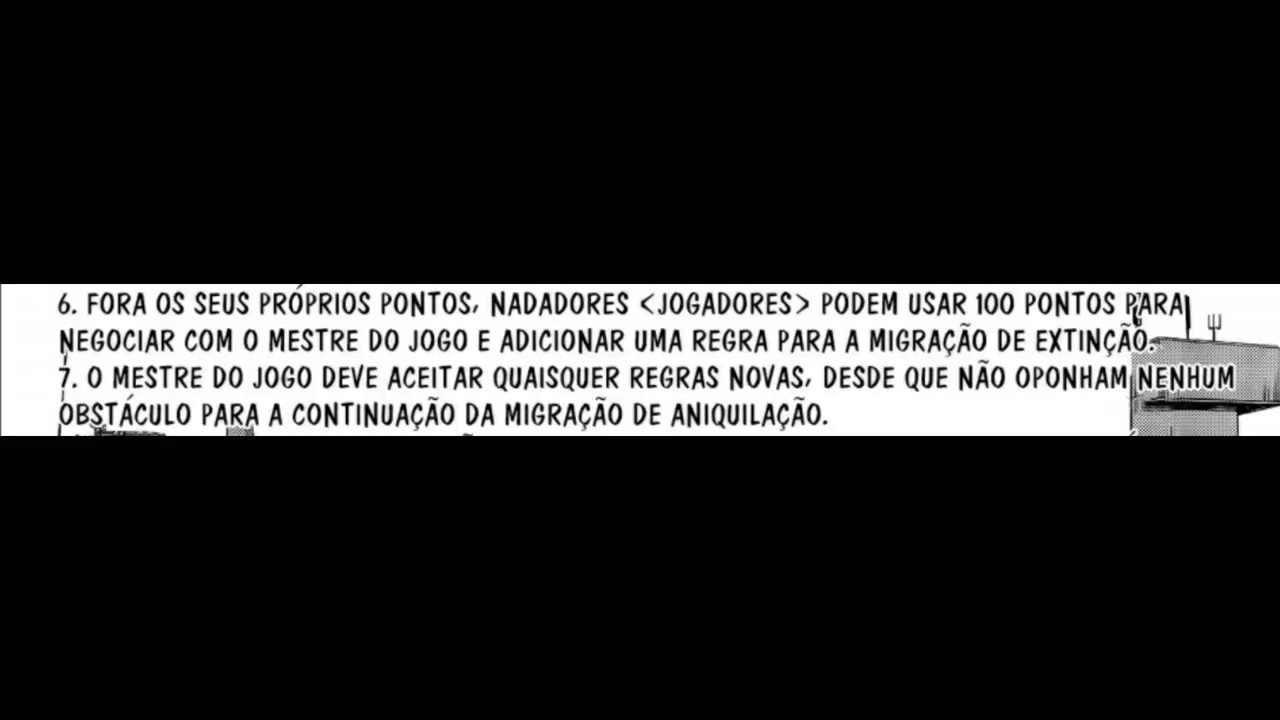 6. FORA OS SEUS PRÓPRIOS PONTOS, NADADORES <JOGADORES> PODEM USAR 100 PONTOS PARA
NEGOCIAR COM O MESTRE DO JOGO E ADICIONAR UMA REGRA PARA A MIGRAÇÃO DE EXTINÇÃO.
7. O MESTRE DO JOGO DEVE ACEITAR QUAISQUER REGRAS NOVAS, DESDE QUE NÃO OPONHAM NENHUM
OBSTÁCULO PARA A CONTINUAÇÃO DA MIGRAÇÃO DE ANIQUILAÇÃO.